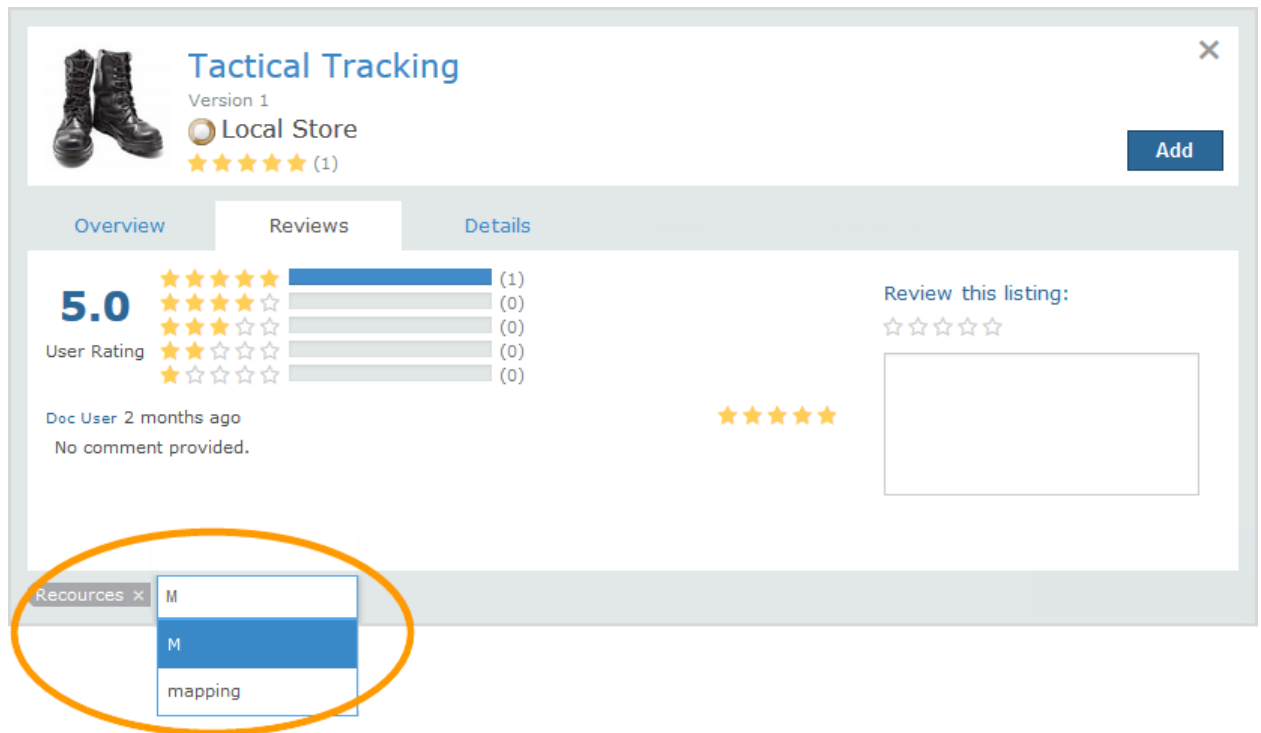 Tactical Tracking
Version 1
Local Store
(1)
Add
Overview Reviews Details
5.0
User Rating
(1)
(0)
(0)
(0)
(0)
Review this listing:
Doc User 2 months ago
No comment provided.
Recources × M
M
mapping